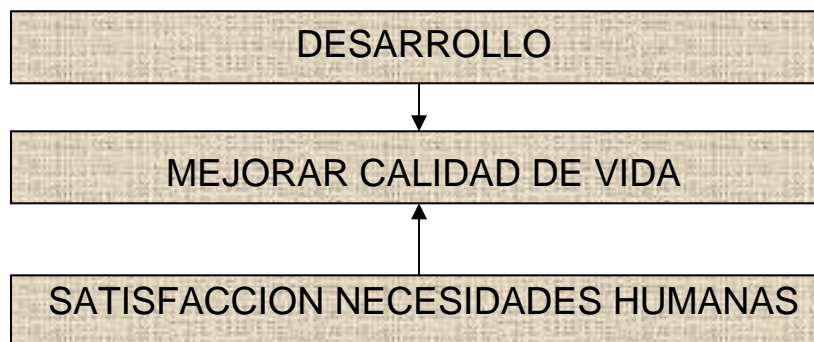 DESARROLLO
MEJORAR CALIDAD DE VIDA
SATISFACCION NECESIDADES HUMANAS